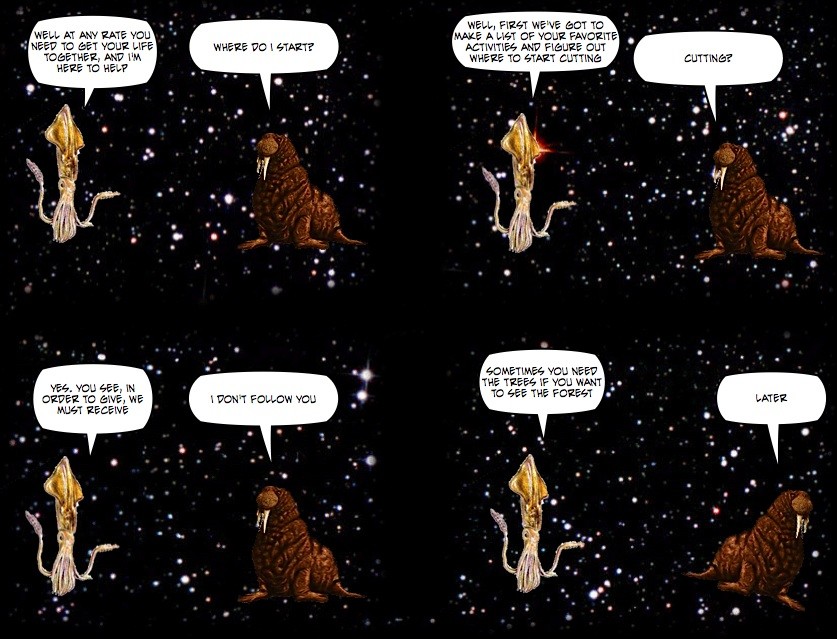 WELL AT ANY RATE YOU
NEED TO GET YOUR LIFE
TOGETHER, AND I'M
HERE TO HELP
WHERE DO I START?
WELL, FIRST WE'VE GOT TO
MAKE A LIST OF YOUR FAVORITE
ACTIVITIES AND FIGURE OUT
WHERE TO START CUTTING
CUTTING?
YES. YOU SEE, IN
ORDER TO GIVE, WE
MUST RECEIVE
I DON'T FOLLOW YOU
SOMETIMES YOU NEED
THE TREES IF YOU WANT
TO SEE THE FOREST
LATER